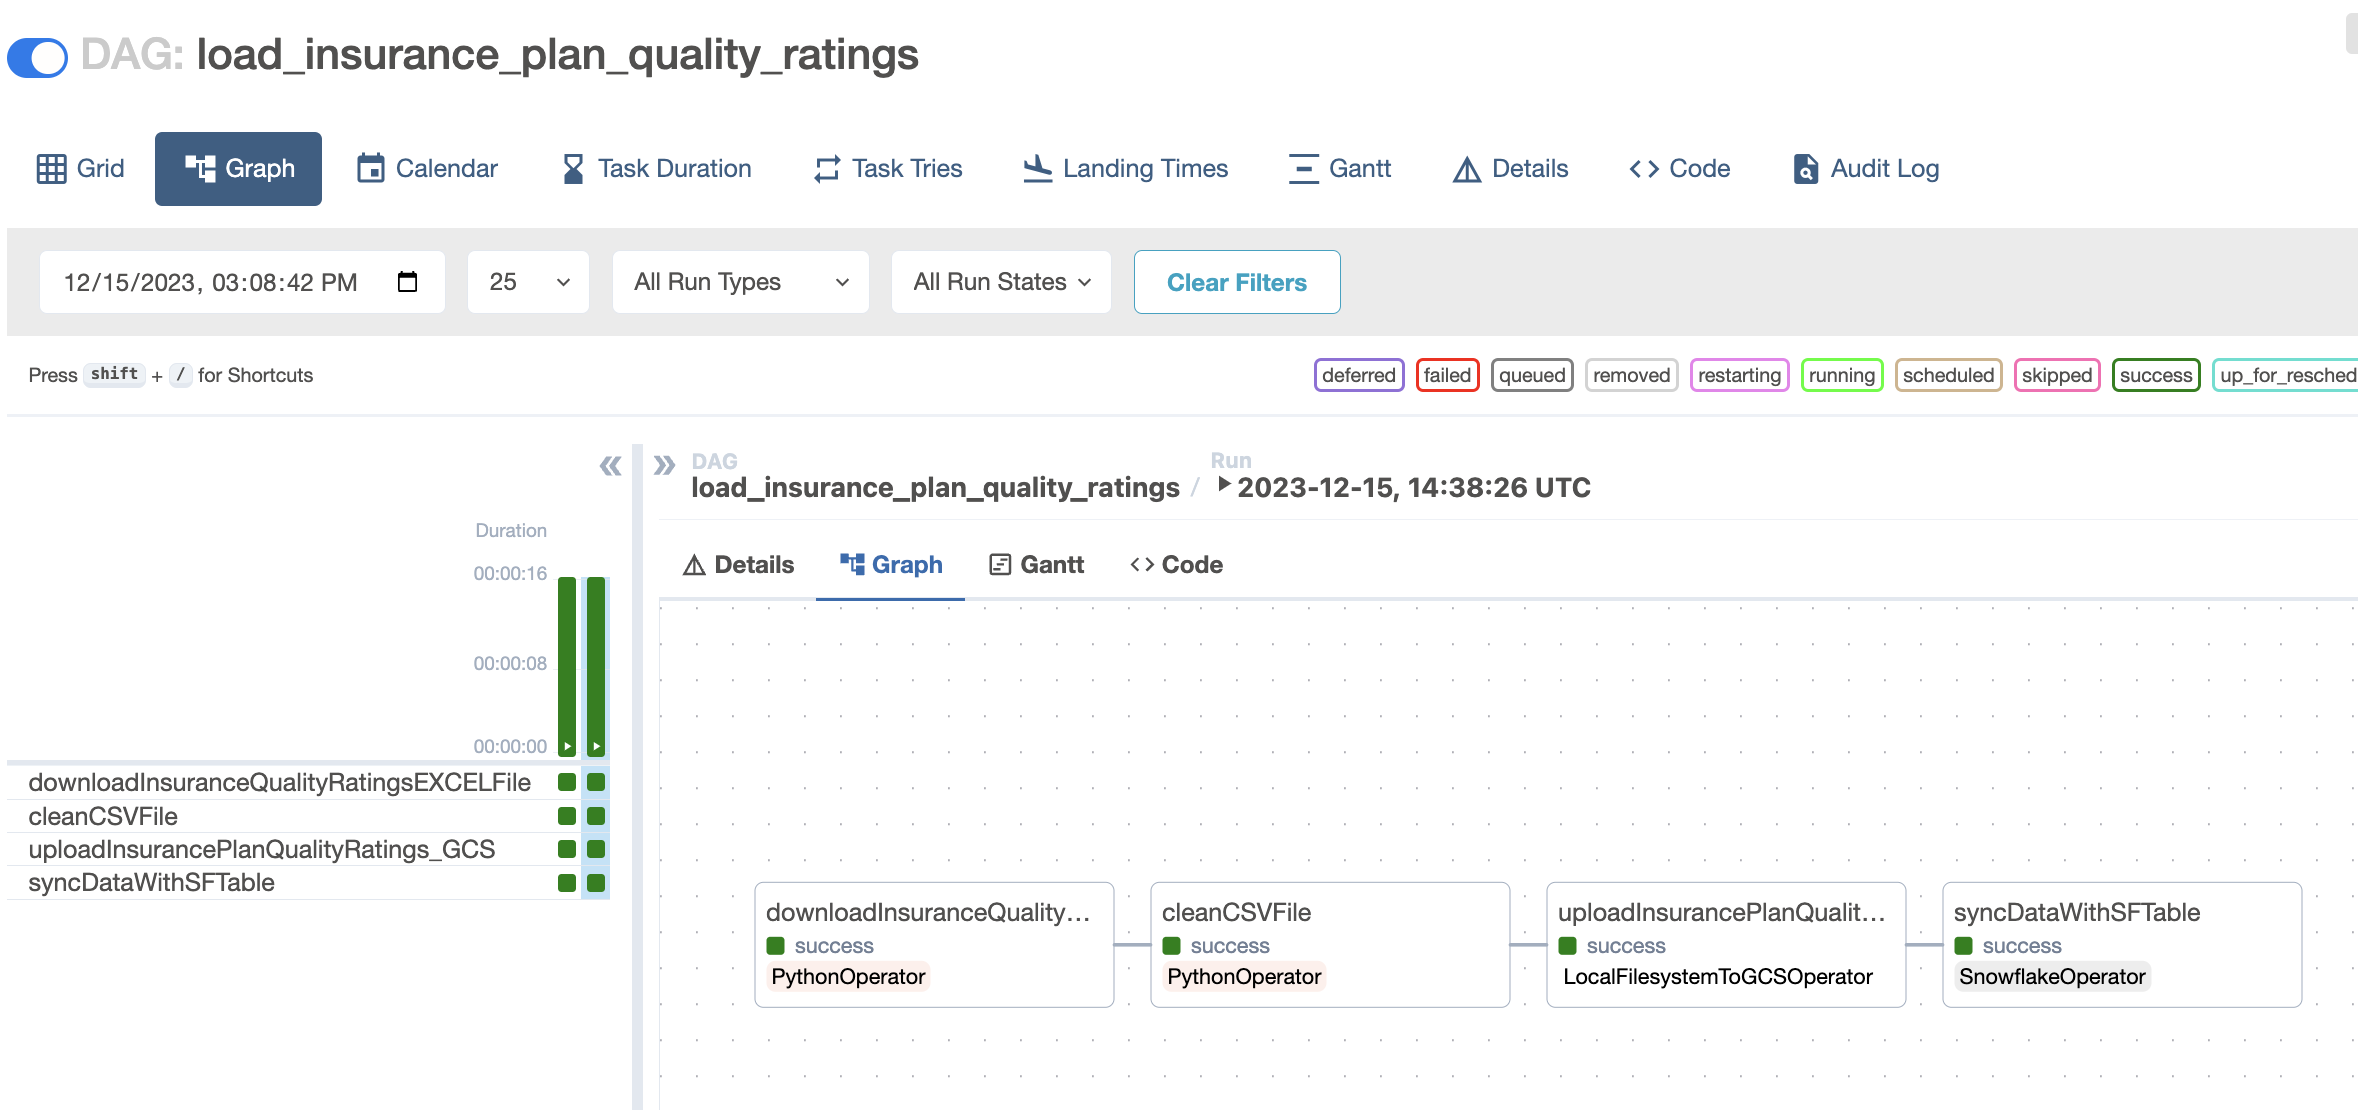 DAG: load_insurance_plan_quality_ratings
Grid Graph Calendar Task Duration Task Tries Landing Times Gantt Details Code Audit Log
12/15/2023, 03:08:42 PM 25 All Run Types All Run States Clear Filters
Press shift + / for Shortcuts
deferred failed queued removed restarting running scheduled skipped success up_for_resched
DAG
load_insurance_plan_quality_ratings /
Run
2023-12-15, 14:38:26 UTC
Details Graph Gantt Code
Duration
00:00:16
00:00:08
00:00:00
downloadInsuranceQualityRatingsEXCELFile
cleanCSVFile
uploadInsurancePlanQualityRatings_GCS
syncDataWithSFTable
downloadInsuranceQuality...
success
PythonOperator
cleanCSVFile
success
PythonOperator
uploadInsurancePlanQualit...
success
LocalFilesystemToGCSOperator
syncDataWithSFTable
success
SnowflakeOperator